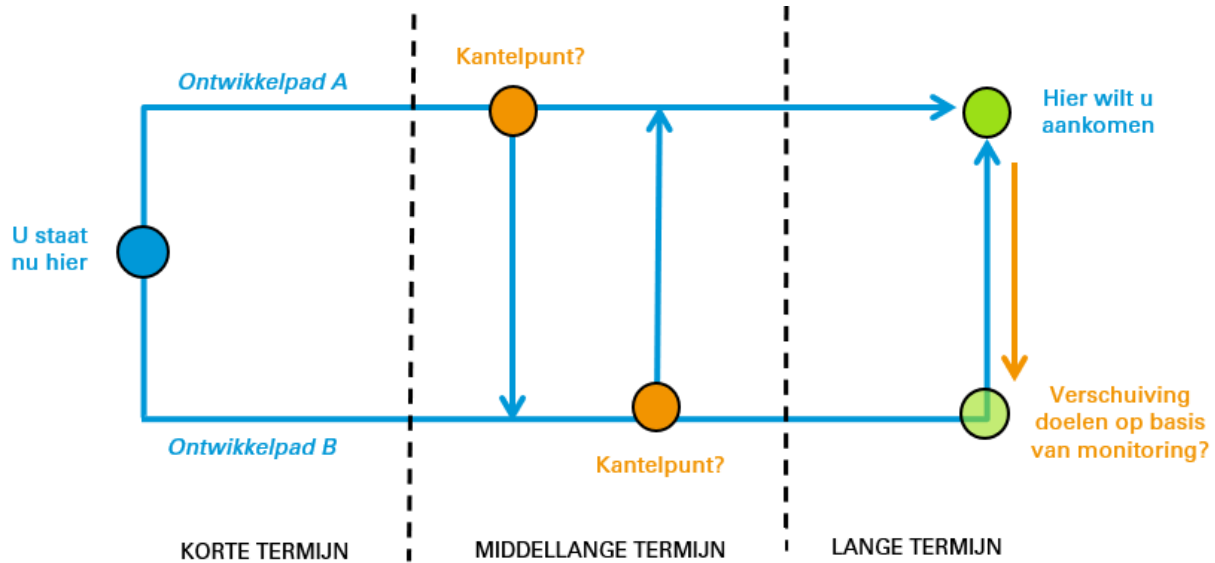 Kantelpunt?
Ontwikkelpad A
Hier wilt u
aankomen
U staat
nu hier
Verschuiving
doelen op basis
van monitoring?
Ontwikkelpad B
Kantelpunt?
KORTE TERMIJN
MIDDELLANGE TERMIJN
LANGE TERMIJN